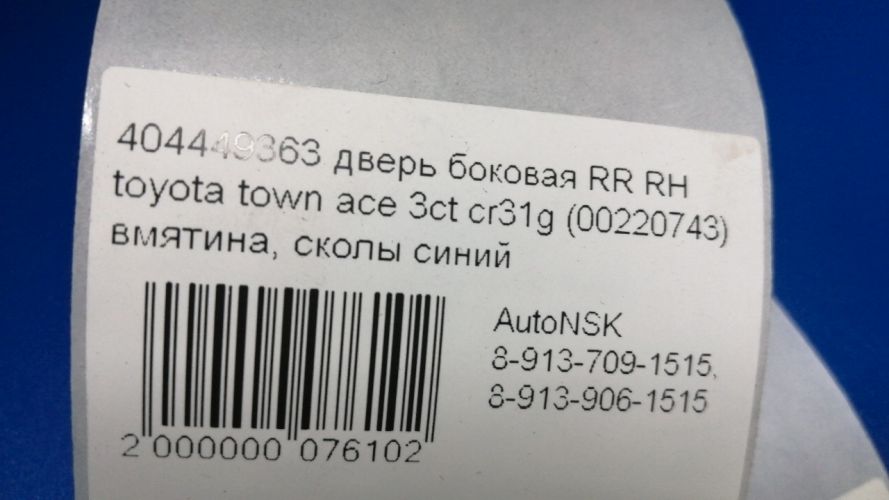 404449363 дверь боковая RR RH
toyota town ace 3ct cr31g (00220743)
вмятина, сколы синий
AutoNSK
8-913-709-1515,
8-913-906-1515
2 000000 076102